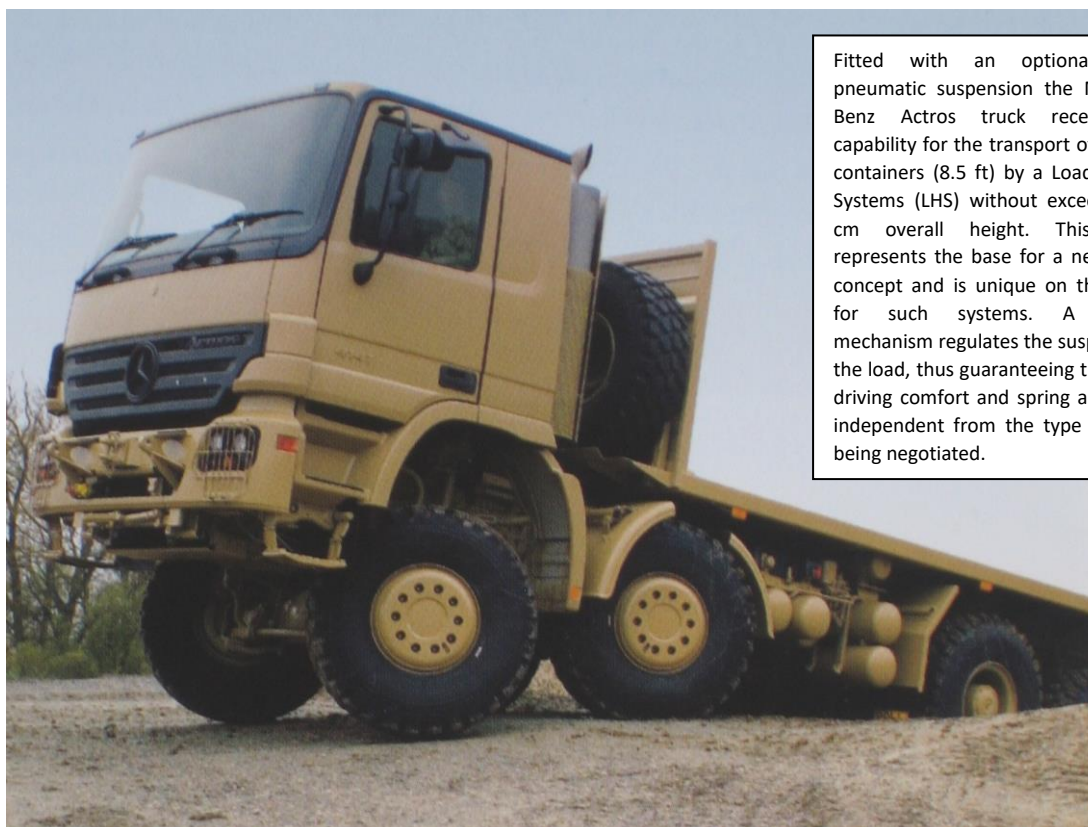 Fitted with an optiona
pneumatic suspension the
Benz Actros truck rece
capability for the transport o
containers (8.5 ft) by a Load
Systems (LHS) without excee
cm overall height. This
represents the base for a ne
concept and is unique on th
for such systems. A
mechanism regulates the susp
the load, thus guaranteeing t
driving comfort and spring a
independent from the type
being negotiated.